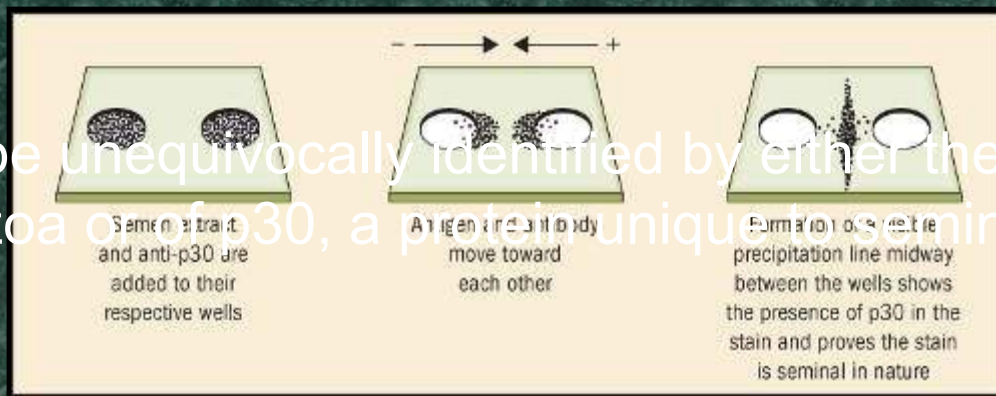 − +
be unequivocally identified by either the
zoa or of p30, a protein unique to semin
Semen extract
and anti-p30 are
added to their
respective wells
Antigen and antibody
move toward
each other
Formation of visible
precipitation line midway
between the wells shows
the presence of p30 in the
stain and proves the stain
is seminal in nature